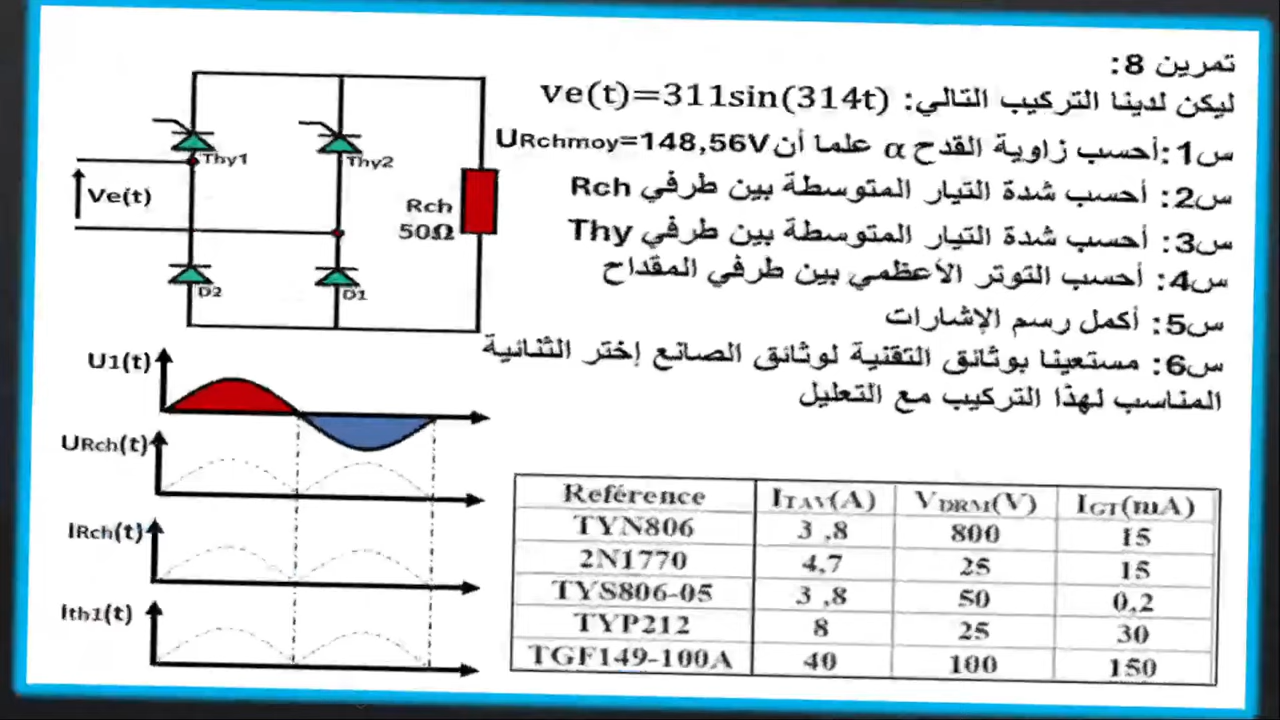 تمرين 8:
ليكن لدينا التركيب التالي: ve(t)=311sin(314t)
س1:أحسب زاوية القدح α علما أن URchmoy=148,56V
س2: أحسب شدة التيار المتوسطة بين طرفي Rch
س3: أحسب شدة التيار المتوسطة بين طرفي Thy
س4: أحسب التوتر الأعظمي بين طرفي المقداح
س5: أكمل رسم الإشارات
س6: مستعينا بوثائق التقنية لوثائق الصانع إختر الثنائية
المناسب لهذا التركيب مع التعليل
Thy1
Thy2
Ve(t)
Rch
50Ω
D2
D1
U1(t)
URch(t)
IRch(t)
Ith1(t)
Reférence ITAV(A) VDRM(V) IGT(mA)
TYN806 3 ,8 800 15
2N1770 4,7 25 15
TYS806-05 3 ,8 50 0,2
TYP212 8 25 30
TGF149-100A 40 100 150